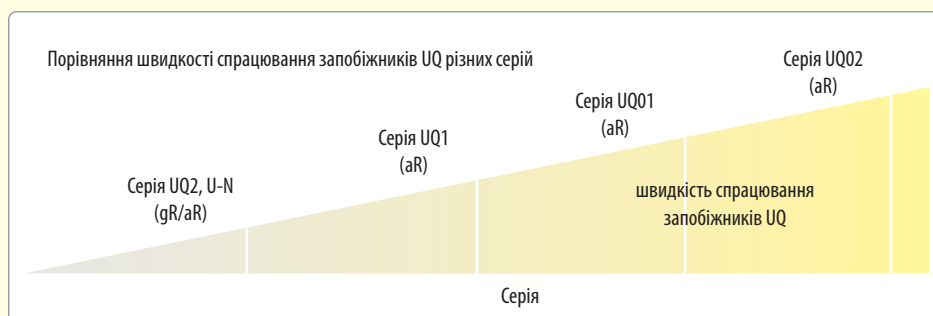 Порівняння швидкості спрацювання запобіжників UQ різних серій
Серія UQ02
(aR)
Серія UQ01
(aR)
Серія UQ1
(aR)
Серія UQ2, U-N
(gR/aR)
швидкість спрацювання
запобіжників UQ
Серія